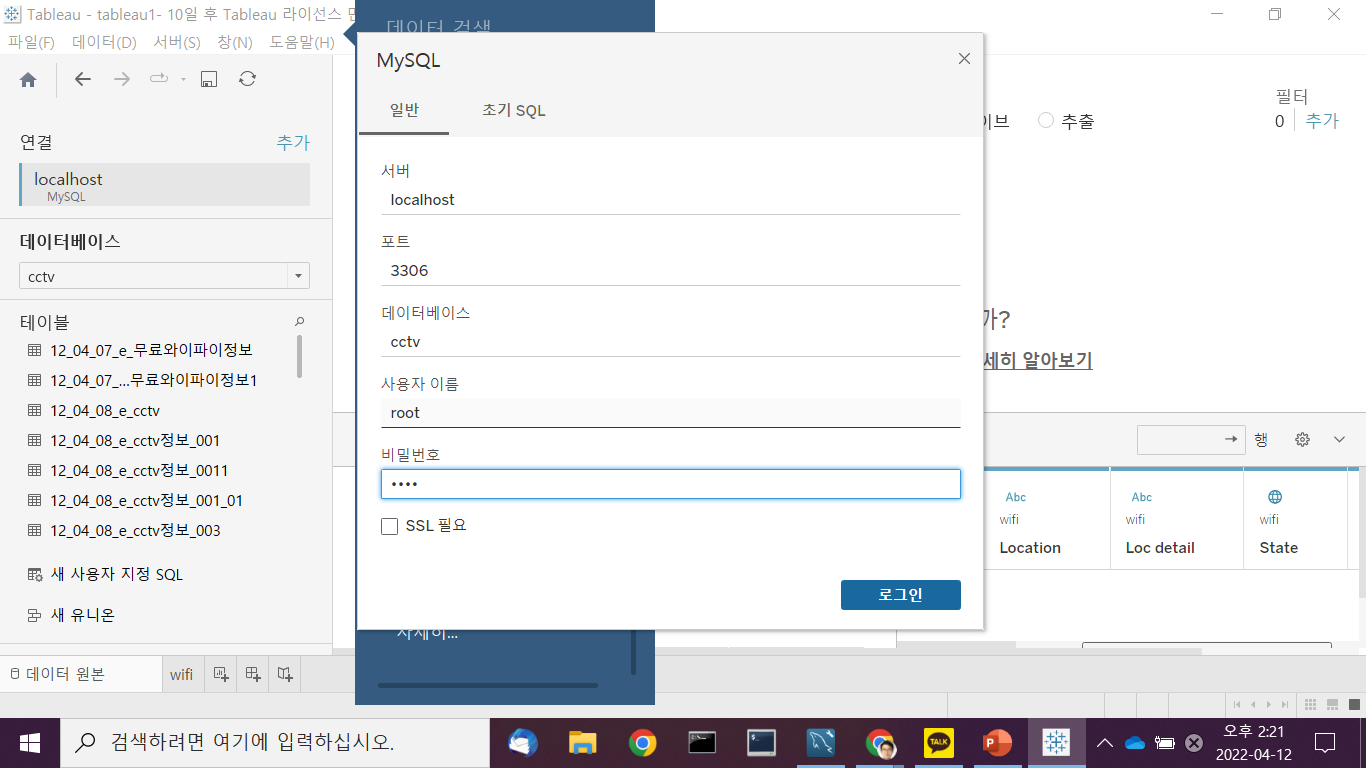 Tableau - tableau1- 10일 후 Tableau 라이선스
데이터 검색
파일(F) 데이터(D) 서버(S) 창(N) 도움말(H)
MySQL
일반 초기 SQL
연결 추가
localhost
MySQL
데이터베이스
cctv
테이블
12_04_07_e_무료와이파이정보
12_04_07_...무료와이파이정보1
12_04_08_e_cctv
12_04_08_e_cctv정보_001
12_04_08_e_cctv정보_0011
12_04_08_e_cctv정보_001_01
12_04_08_e_cctv정보_003
새 사용자 지정 SQL
새 유니온
서버
localhost
포트
3306
데이터베이스
cctv
사용자 이름
root
비밀번호
••••
SSL 필요
로그인
자세히...
이브 추출
필터
0 추가
까?
세히 알아보기
행
Abc Abc
wifi wifi wifi
Location Loc detail State
데이터 원본 wifi
검색하려면 여기에 입력하십시오.
TALK
오후 2:21
2022-04-12